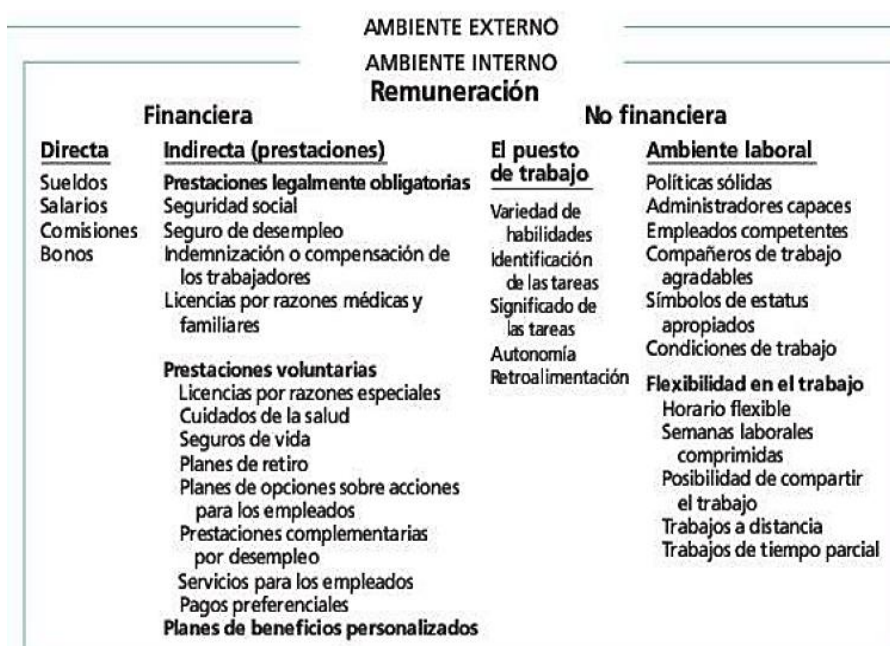 AMBIENTE EXTERNO
AMBIENTE INTERNO
Remuneración
Financiera
No financiera
Directa
Sueldos
Salarios
Comisiones
Bonos
Indirecta (prestaciones)
Prestaciones legalmente obligatorias
Seguridad social
Seguro de desempleo
Indemnización o compensación de
los trabajadores
Licencias por razones médicas y
familiares
Prestaciones voluntarias
Licencias por razones especiales
Cuidados de la salud
Seguros de vida
Planes de retiro
Planes de opciones sobre acciones
para los empleados
Prestaciones complementarias
por desempleo
Servicios para los empleados
Pagos preferenciales
Planes de beneficios personalizados
El puesto
de trabajo
Variedad de
habilidades
Identificación
de las tareas
Significado de
las tareas
Autonomía
Retroalimentación
Ambiente laboral
Políticas sólidas
Administradores capaces
Empleados competentes
Compañeros de trabajo
agradables
Símbolos de estatus
apropiados
Condiciones de trabajo
Flexibilidad en el trabajo
Horario flexible
Semanas laborales
comprimidas
Posibilidad de compartir
el trabajo
Trabajos a distancia
Trabajos de tiempo parcial